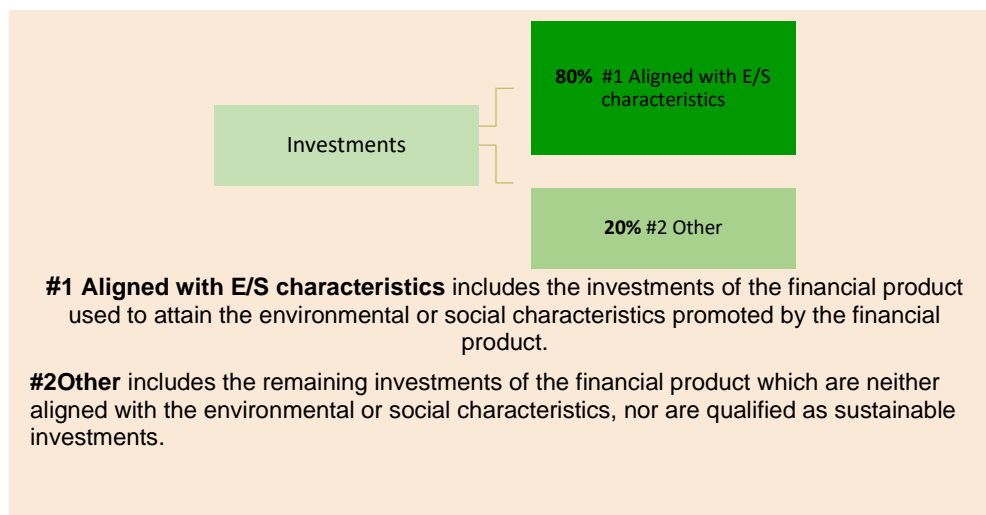 80% #1 Aligned with E/S
characteristics
Investments
20% #2 Other
#1 Aligned with E/S characteristics includes the investments of the financial product
used to attain the environmental or social characteristics promoted by the financial
product.
#2Other includes the remaining investments of the financial product which are neither
aligned with the environmental or social characteristics, nor are qualified as sustainable
investments.